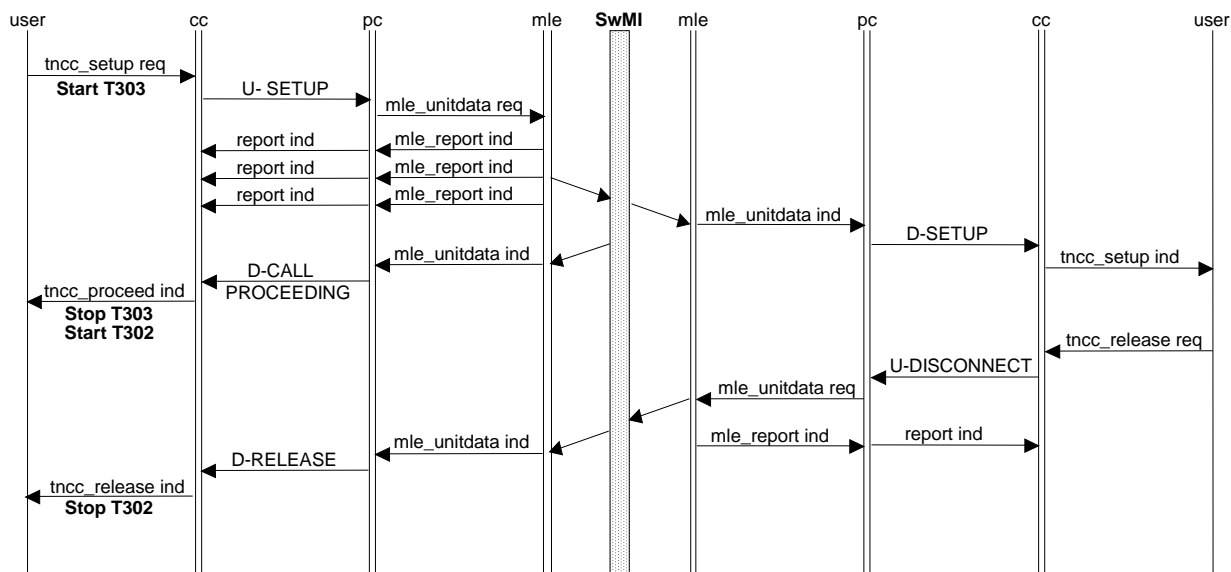 user cc pc mle SwMI mle pc cc user
tncc_setup req
Start T303
U- SETUP
mle_unitdata req
report ind mle_report ind
report ind mle_report ind
report ind mle_report ind
mle_unitdata ind
D-SETUP
mle_unitdata ind
tncc_setup ind
D-CALL
PROCEEDING
tncc_proceed ind
Stop T303
Start T302
tncc_release req
U-DISCONNECT
mle_unitdata req
mle_unitdata ind
mle_report ind report ind
D-RELEASE
tncc_release ind
Stop T302